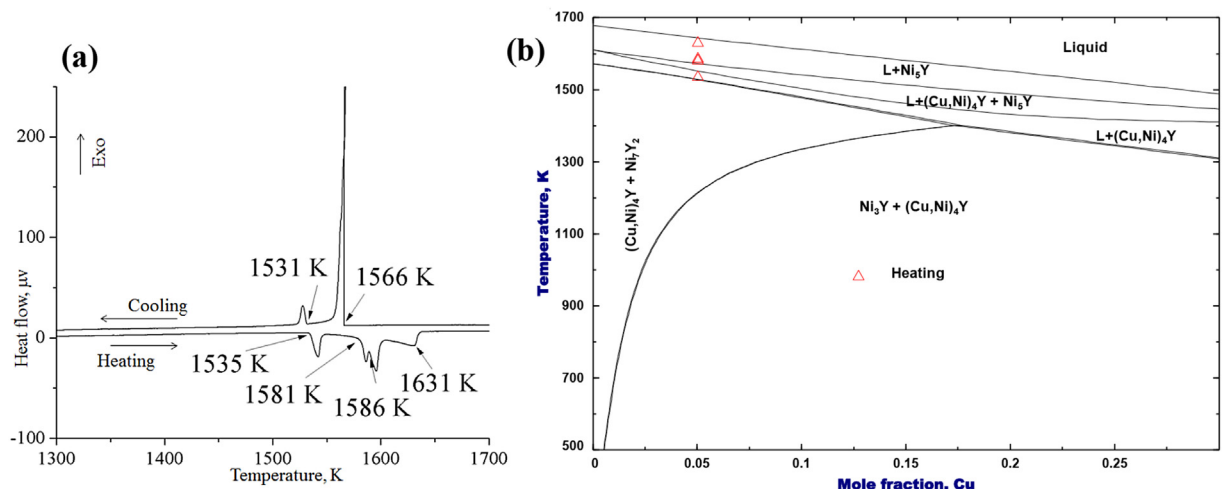 (a)
200
Exo
100
0
-100
Heat flow, µv
1531 K
1566 K
Cooling
Heating
1535 K
1581 K
1586 K
1631 K
1300
1400
1500
1600
1700
Temperature, K
(b)
1700
1500
1300
1100
900
700
500
Temperature, K
Liquid
L+Ni₅Y
L+(Cu,Ni)₄Y + Ni₅Y
L+(Cu,Ni)₄Y
(Cu,Ni)₄Y + Ni₇Y₂
Ni₃Y + (Cu,Ni)₄Y
Heating
0
0.05
0.1
0.15
0.2
0.25
Mole fraction, Cu